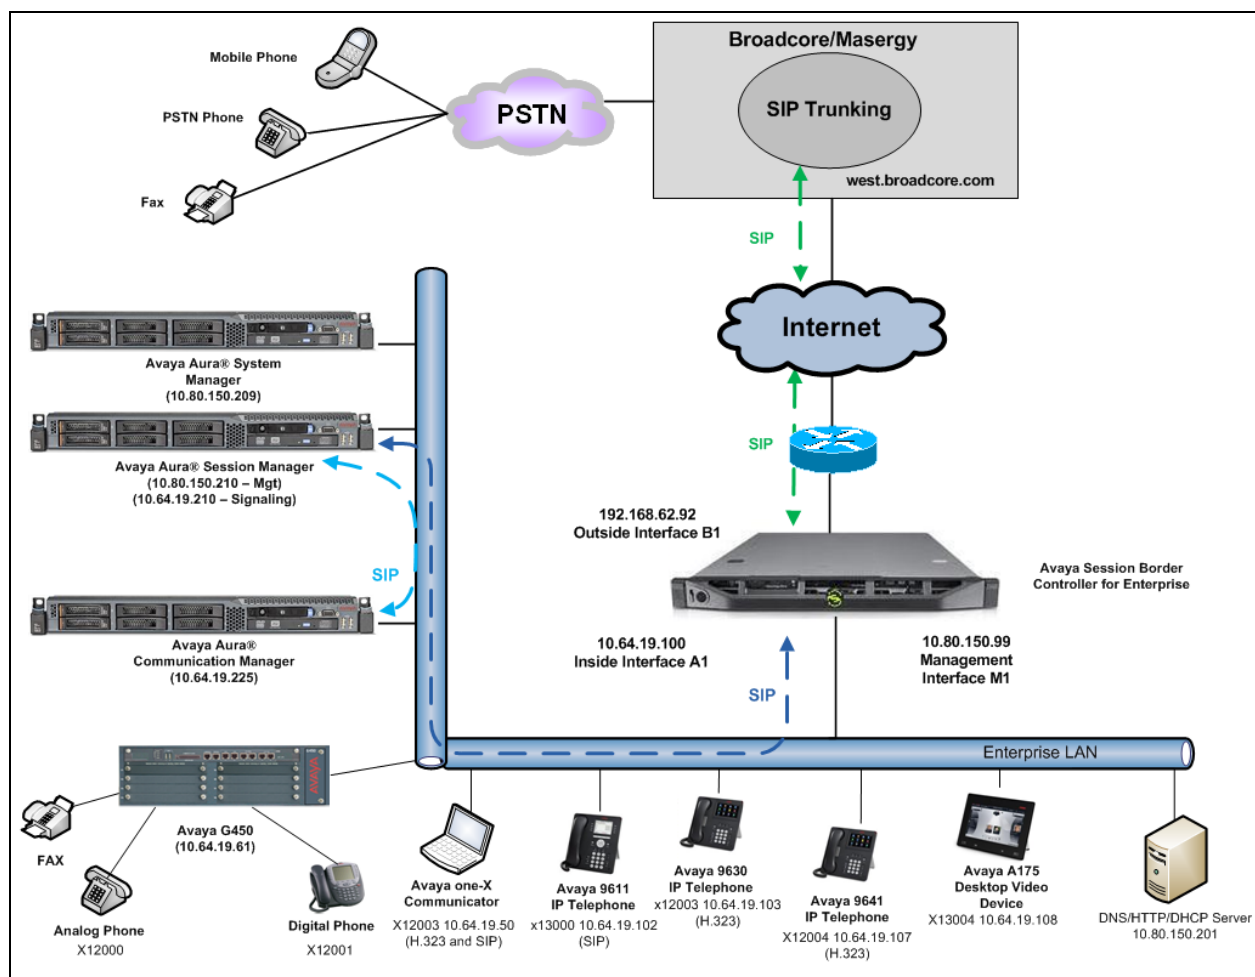 Broadcore/Masergy
SIP Trunking
west.broadcore.com
Mobile Phone
PSTN Phone
Fax
PSTN
SIP
Internet
SIP
Avaya Aura® System
Manager
(10.80.150.209)
Avaya Aura® Session Manager
(10.80.150.210 – Mgt)
(10.64.19.210 – Signaling)
SIP
Avaya Aura®
Communication Manager
(10.64.19.225)
192.168.62.92
Outside Interface B1
Avaya Session Border
Controller for Enterprise
10.64.19.100
Inside Interface A1
10.80.150.99
Management
Interface M1
SIP
Enterprise LAN
AVAYA
Avaya G450
(10.64.19.61)
FAX
Analog Phone
X12000
Digital Phone
X12001
Avaya one-X
Communicator
X12003 10.64.19.50
(H.323 and SIP)
Avaya 9611
IP Telephone
x13000 10.64.19.102
(SIP)
Avaya 9630
IP Telephone
x12003 10.64.19.103
(H.323)
Avaya 9641
IP Telephone
X12004 10.64.19.107
(H.323)
Avaya A175
Desktop Video
Device
X13004 10.64.19.108
DNS/HTTP/DHCP Server
10.80.150.201